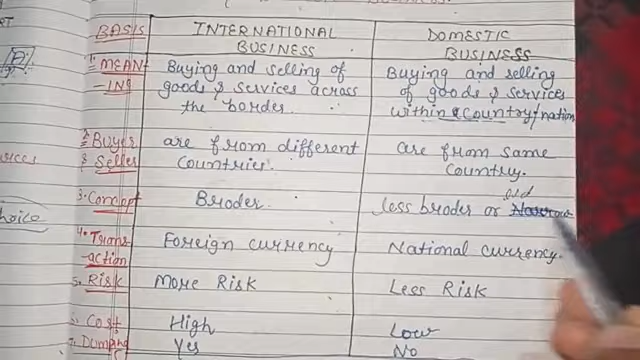 BASIS INTERNATIONAL BUSINESS DOMESTIC BUSINESS
1. MEAN-ING Buying and selling of goods & services across the border. Buying and selling of goods & services within a country/nation
2. Buyer & Seller are from different Countries. are from same Country.
3. Concept Broder. less broder or Narrow
4. Trans-action Foreign currency National currency.
5. Risk More Risk Less Risk
Cost High Low
Dumping Yes No
hoice